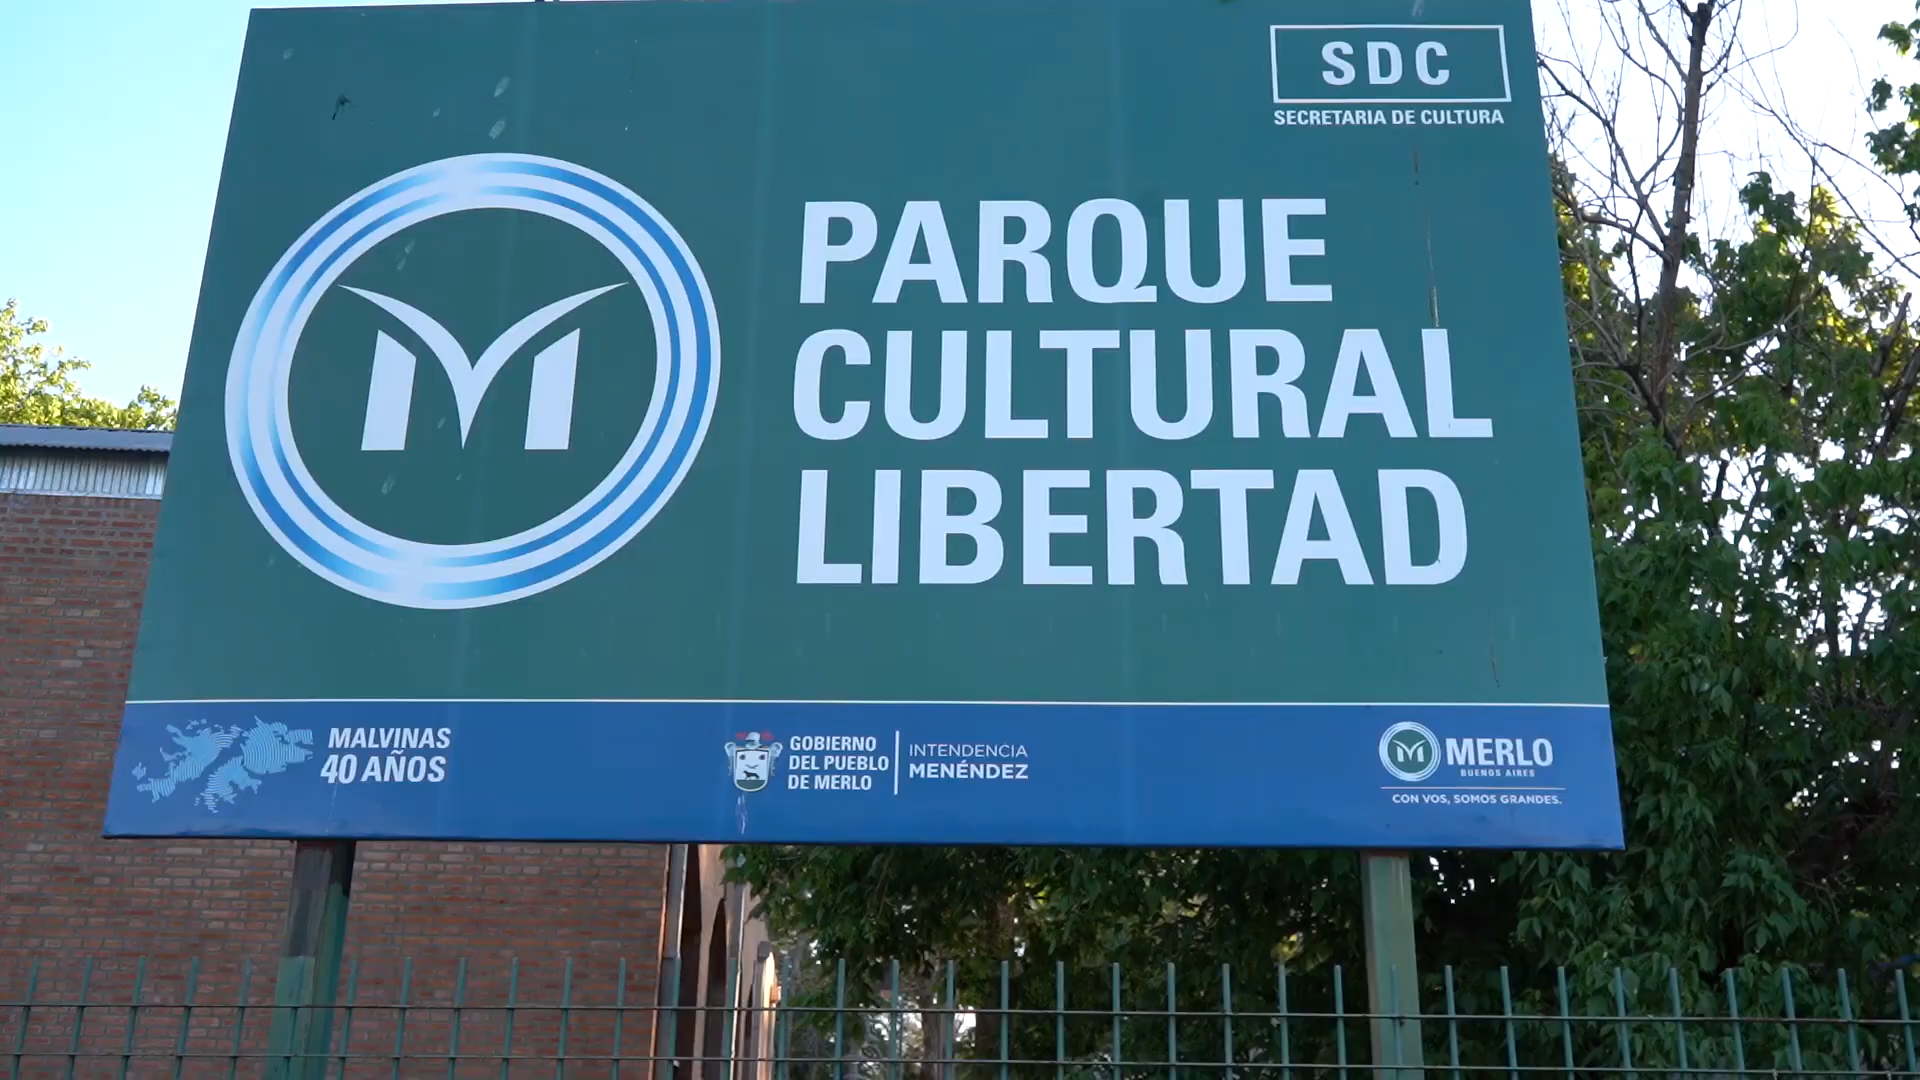 SDC
SECRETARIA DE CULTURA
M
PARQUE
CULTURAL
LIBERTAD
MALVINAS
40 AÑOS
GOBIERNO
DEL PUEBLO
DE MERLO
INTENDENCIA
MENÉNDEZ
M MERLO
BUENOS AIRES
CON VOS, SOMOS GRANDES.